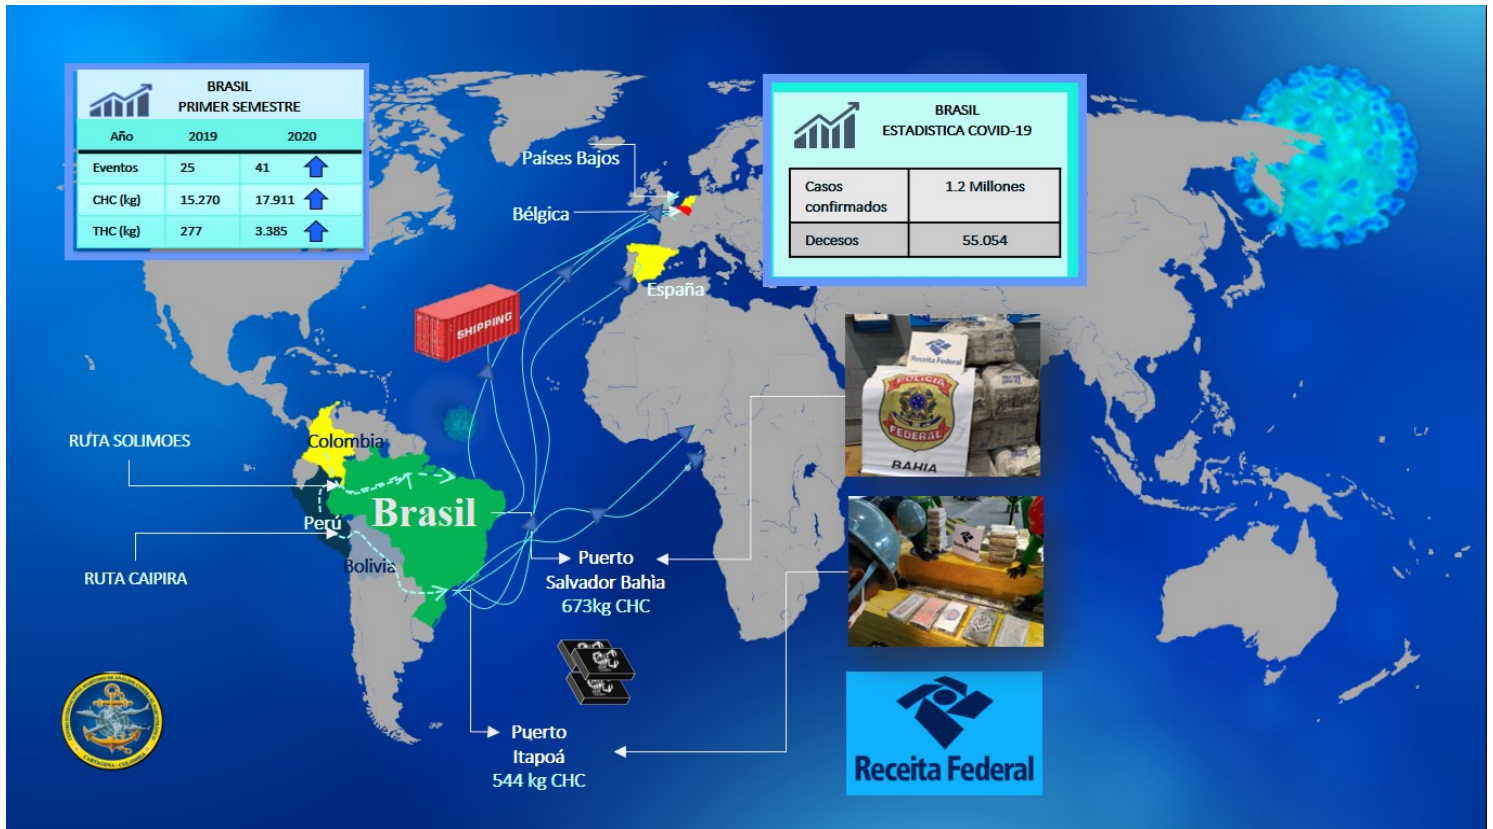 BRASIL
PRIMER SEMESTRE
Año 2019 2020
Eventos 25 41
CHC (kg) 15.270 17.911
THC (kg) 277 3.385
BRASIL
ESTADISTICA COVID-19
Casos confirmados 1.2 Millones
Decesos 55.054
Países Bajos
Bélgica
España
SHIPPING
Receita Federal
POLÍCIA
FEDERAL
BAHIA
RUTA SOLIMOES
Colombia
Brasil
Perú
Bolivia
RUTA CAIPIRA
Puerto
Salvador Bahìa
673kg CHC
Puerto
Itapoá
544 kg CHC
CARTAGENA - COLOMBIA
Receita Federal